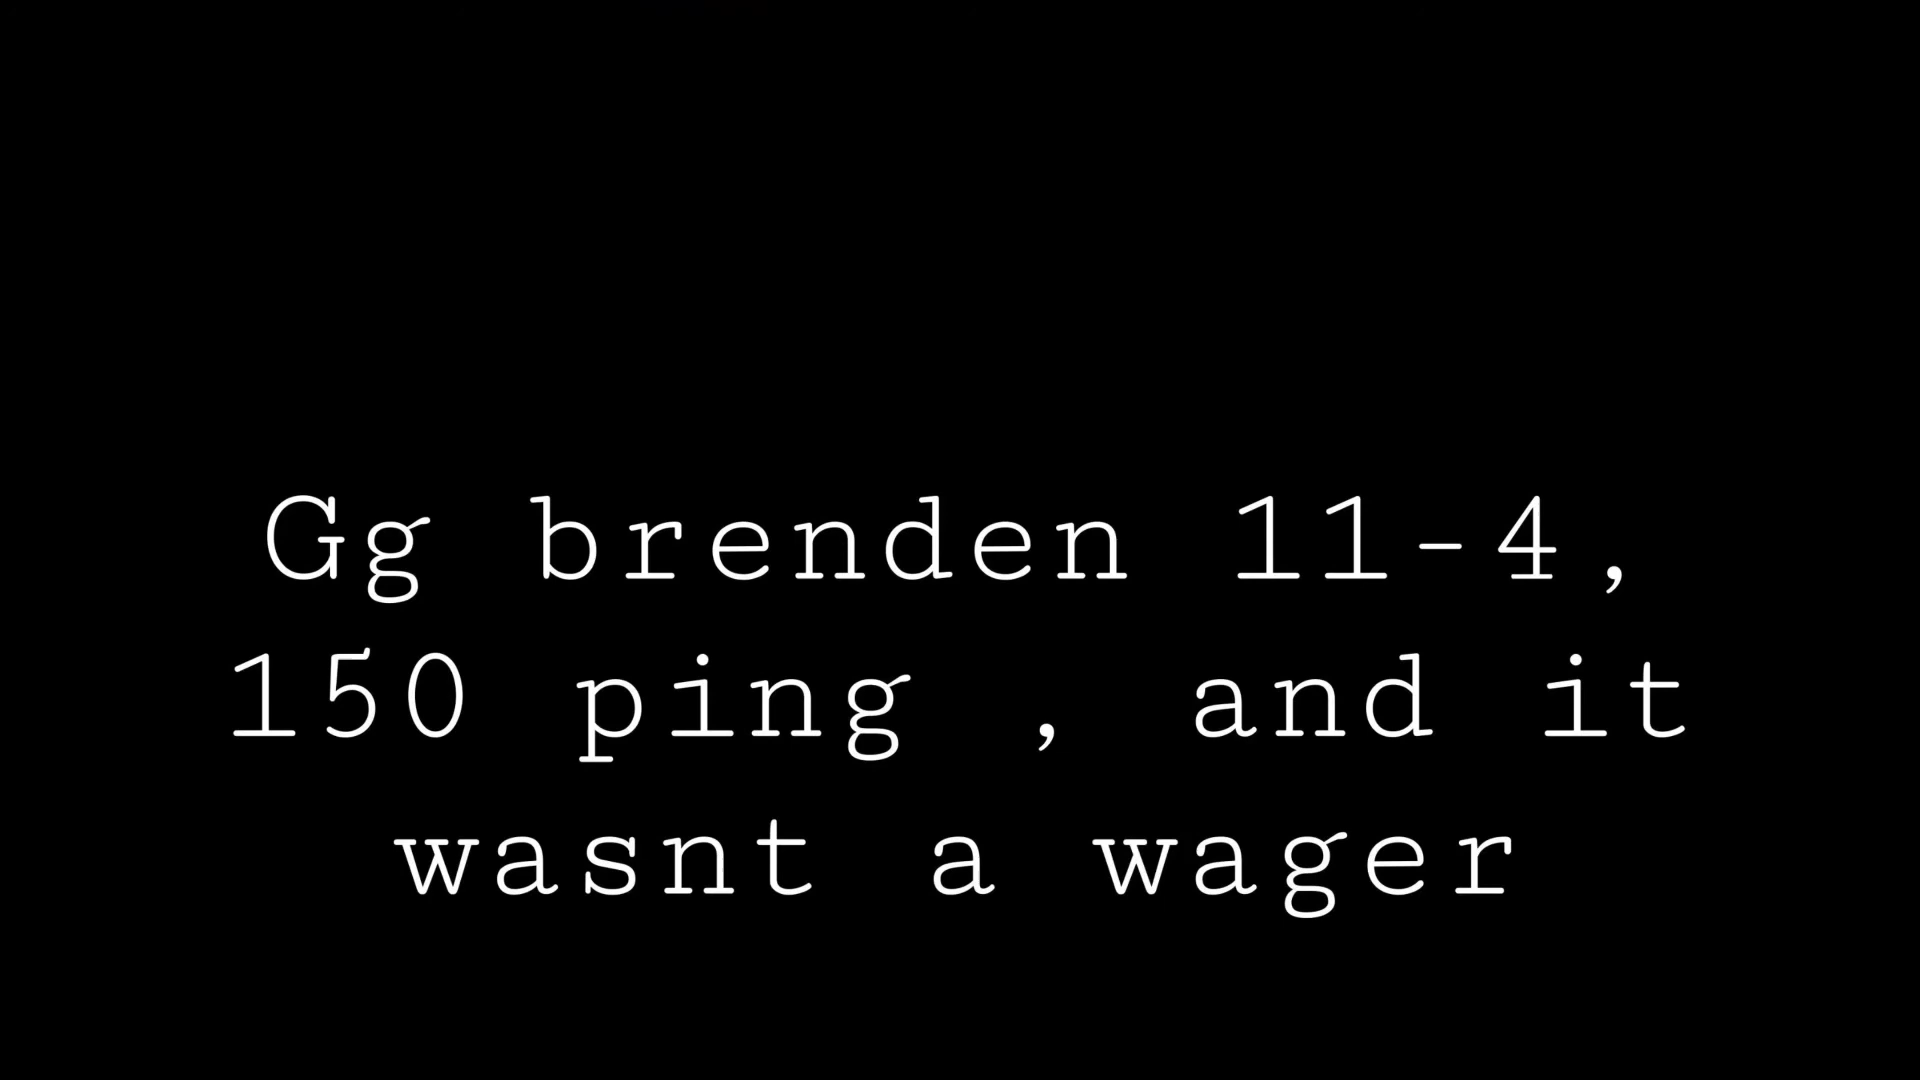 Gg brenden 11-4,
150 ping , and it
wasnt a wager